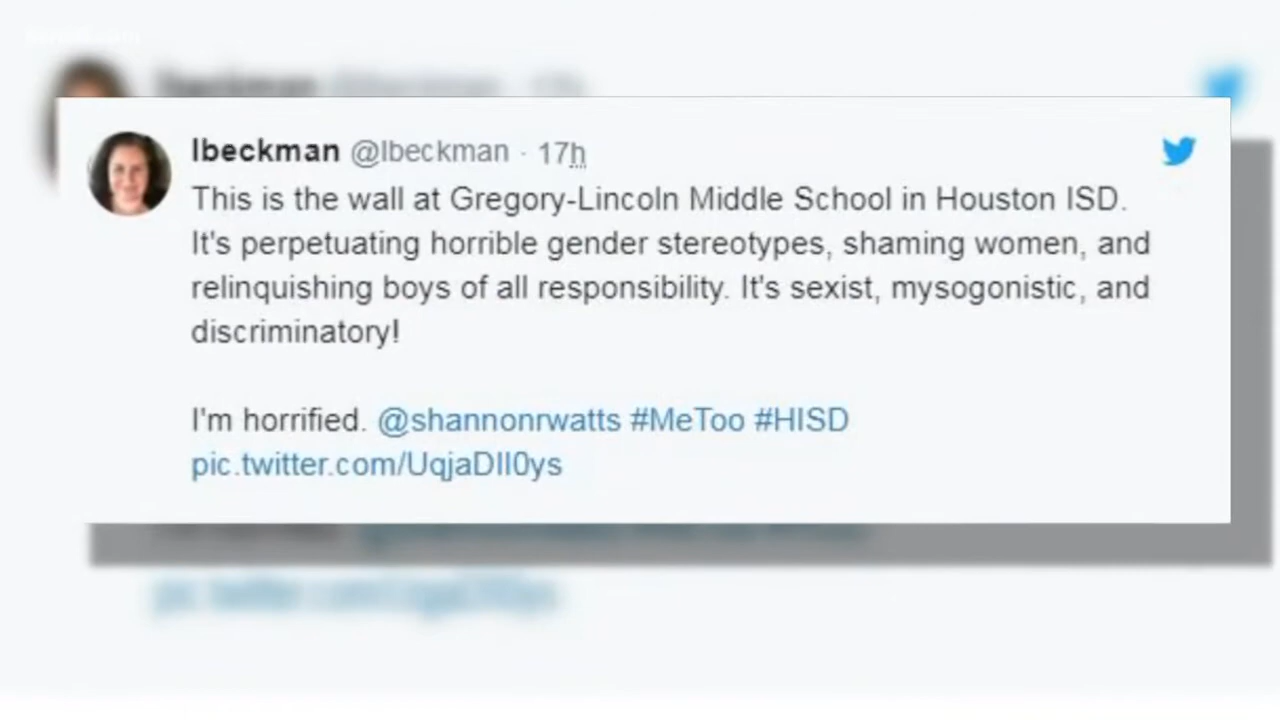 lbeckman @lbeckman · 17h
This is the wall at Gregory-Lincoln Middle School in Houston ISD.
It's perpetuating horrible gender stereotypes, shaming women, and
relinquishing boys of all responsibility. It's sexist, mysogonistic, and
discriminatory!
I'm horrified. @shannonrwatts #MeToo #HISD
pic.twitter.com/UqjaDIl0ys